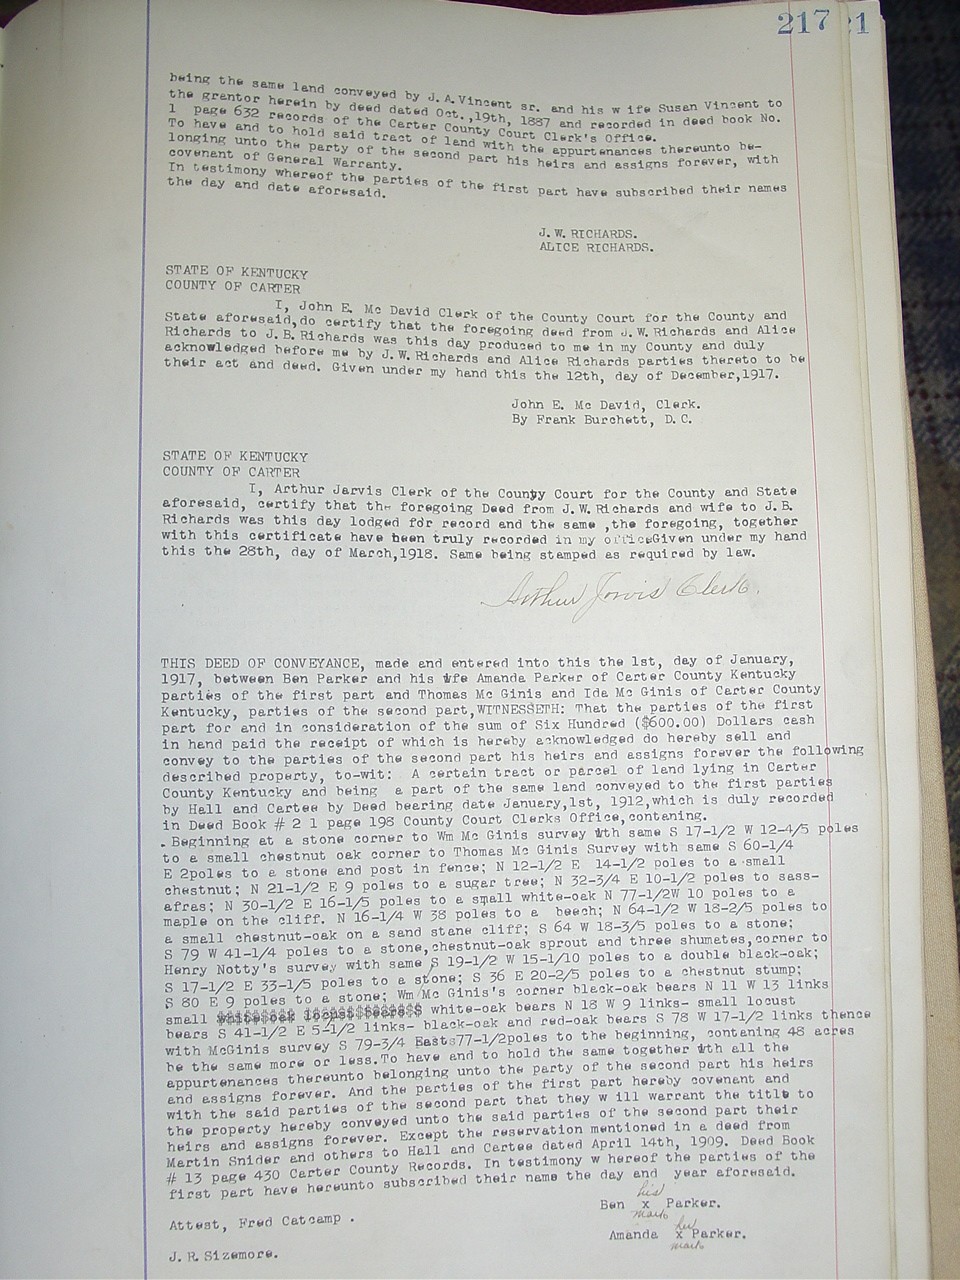 217 21
being the same land conveyed by J.A.Vincent sr. and his w ife Susan Vincent to
the grantor herein by deed dated Oct.,19th, 1887 and recorded in deed book No.
1 page 632 records of the Carter County Court Clerk's Office.
To have and to hold said tract of land with the appurtenances thereunto be-
longing unto the party of the second part his heirs and assigns forever, with
covenant of General Warranty.
In testimony whereof the parties of the first part have subscribed their names
the day and date aforesaid.
J.W.RICHARDS.
ALICE RICHARDS.
STATE OF KENTUCKY
COUNTY OF CARTER
I, John E. Mc David Clerk of the County Court for the County and
State aforesaid,do certify that the foregoing deed from J.W.Richards and Alice
Richards to J.B.Richards was this day produced to me in my County and duly
acknowledged before me by J.W.Richards and Alice Richards parties thereto to be
their act and deed. Given under my hand this the 12th, day of December,1917.
John E. Mc David, Clerk.
By Frank Burchett, D.C.
STATE OF KENTUCKY
COUNTY OF CARTER
I, Arthur Jarvis Clerk of the County Court for the County and State
aforesaid, certify that the foregoing Deed from J.W.Richards and wife to J.B.
Richards was this day lodged for record and the same ,the foregoing, together
with this certificate have been truly recorded in my officeGiven under my hand
this the 28th, day of March,1918. Same being stamped as required by law.
Arthur Jarvis Clerk.
THIS DEED OF CONVEYANCE, made and entered into this the 1st, day of January,
1917, between Ben Parker and his wfe Amanda Parker of Carter County Kentucky
parties of the first part and Thomas Mc Ginis and Ida Mc Ginis of Carter County
Kentucky, parties of the second part,WITNESSETH: That the parties of the first
part for and in consideration of the sum of Six Hundred ($600.00) Dollars cash
in hand paid the receipt of which is hereby acknowledged do hereby sell and
convey to the parties of the second part his heirs and assigns forever the following
described property, to-wit: A certain tract or parcel of land lying in Carter
County Kentucky and being a part of the same land conveyed to the first parties
by Hall and Cartee by Deed bearing date January,1st, 1912,which is duly recorded
in Deed Book # 2 1 page 198 County Court Clerks Office,contening.
. Beginning at a stone corner to Wm Mc Ginis survey wth same S 17-1/2 W 12-4/5 poles
to a small chestnut oak corner to Thomas Mc Ginis Survey with same S 60-1/4
E 2poles to a stone and post in fence; N 12-1/2 E 14-1/2 poles to a small
chestnut; N 21-1/2 E 9 poles to a sugar tree; N 32-3/4 E 10-1/2 poles to sass-
afras; N 30-1/2 E 16-1/5 poles to a small white-oak N 77-1/2W 10 poles to a
maple on the cliff. N 16-1/4 W 38 poles to a beech; N 64-1/2 W 18-2/5 poles to
a small chestnut-oak on a sand stane cliff; S 64 W 18-3/5 poles to a stone;
S 79 W 41-1/4 poles to a stone,chestnut-oak sprout and three shumates,corner to
Henry Notty's survey with same S 19-1/2 W 15-1/10 poles to a double black-oak;
S 17-1/2 E 33-1/5 poles to a stone; S 36 E 20-2/5 poles to a chestnut stump;
S 80 E 9 poles to a stone; Wm Mc Ginis's corner black-oak bears N 11 W 13 links
small white-oak bears N 18 W 9 links- small locust
bears S 41-1/2 E 5-1/2 links- black-oak and red-oak bears S 78 W 17-1/2 links thence
with McGinis survey S 79-3/4 East 77-1/2poles to the beginning, contening 48 acres
be the same more or less.To have and to hold the same together wth all the
appurtenances thereunto belonging unto the party of the second part his heirs
and assigns forever. And the parties of the first part hereby covenant and
with the said parties of the second part that they w ill warrant the title to
the property hereby conveyed unto the said parties of the second part their
heirs and assigns forever. Except the reservation mentioned in a deed from
Martin Snider and others to Hall and Cartee dated April 14th, 1909. Deed Book
# 13 page 430 Carter County Records. In testimony w hereof the parties of the
first part have hereunto subscribed their name the day and year aforesaid.
his
Ben x Parker.
mark
Attest, Fred Catcamp .
her
Amanda x Parker.
mark
J.R.Sizemore.